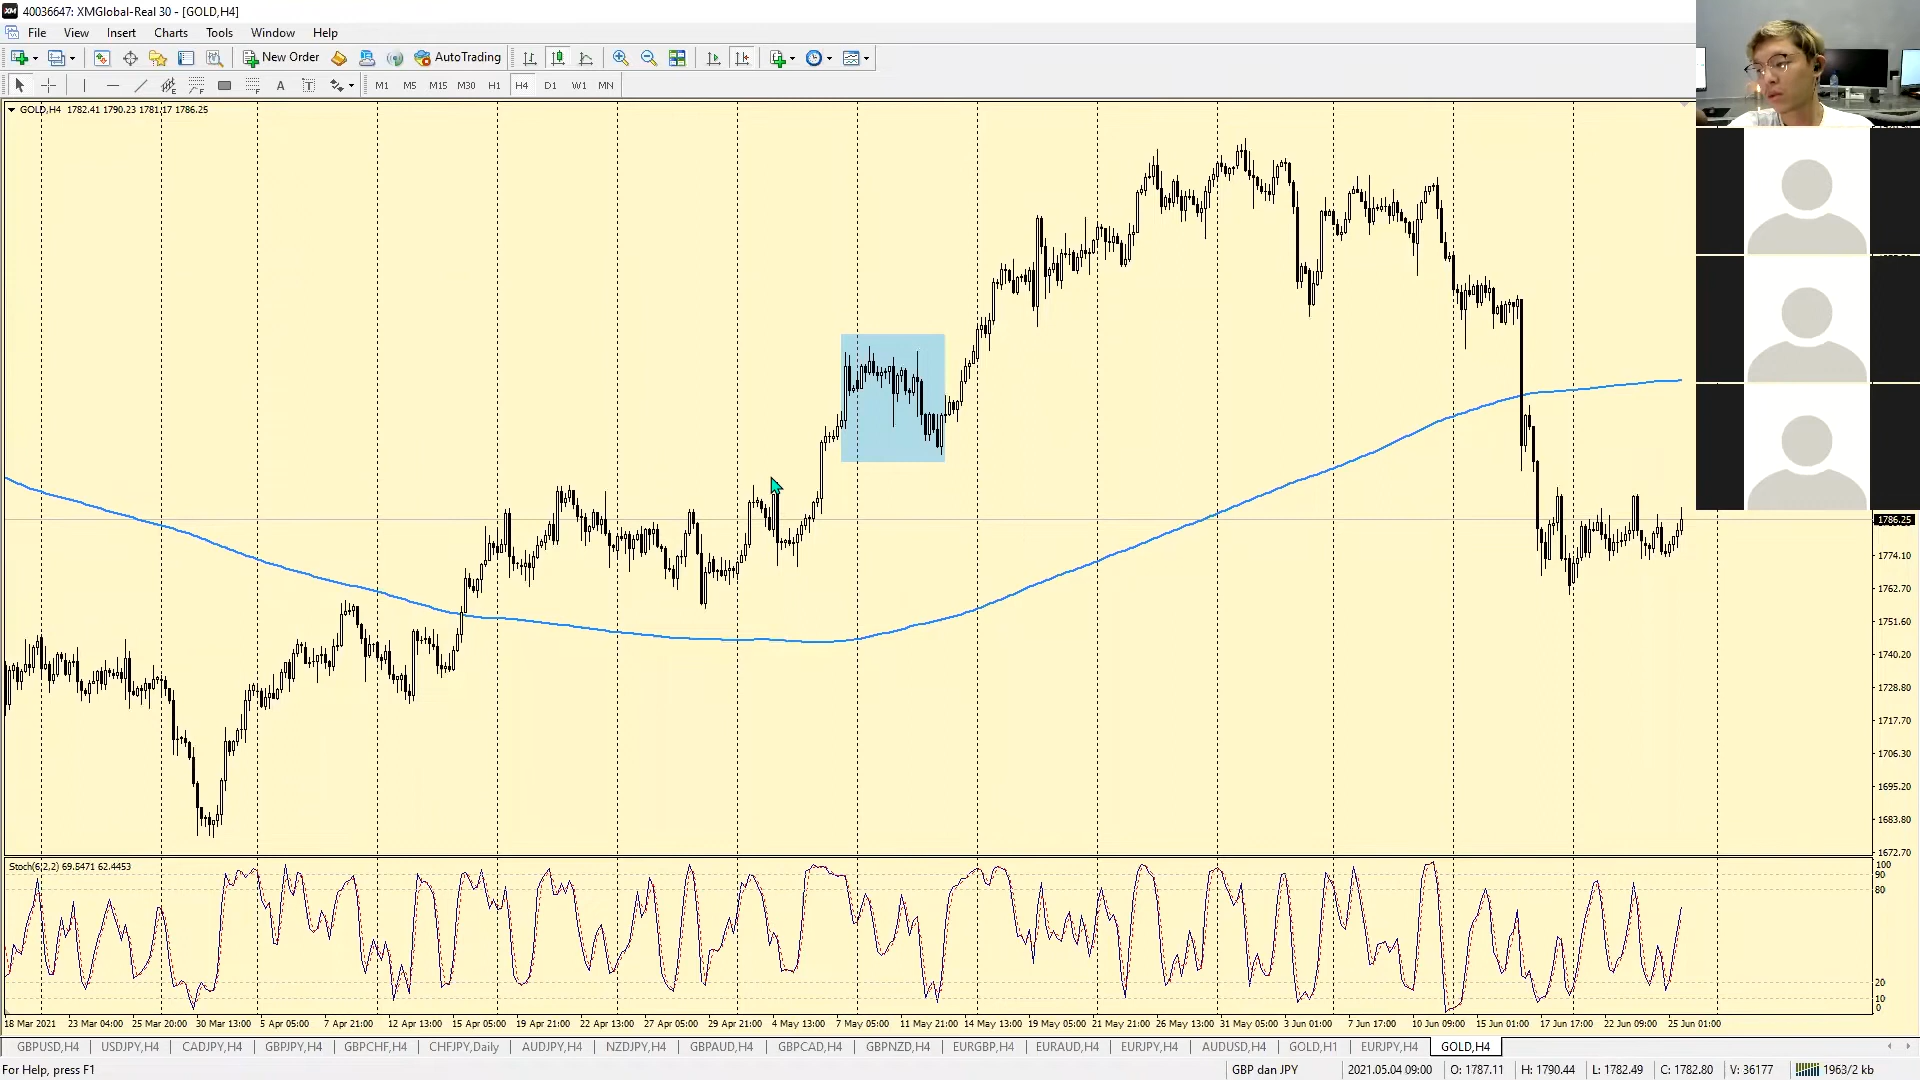 40036647: XMGlobal-Real 30 - [GOLD,H4]
File View Insert Charts Tools Window Help
New Order AutoTrading
M1 M5 M15 M30 H1 H4 D1 W1 MN
GOLD,H4 1782.41 1790.23 1781.17 1786.25
1786.25
1774.10
1762.70
1751.60
1740.20
1728.80
1717.70
1706.30
1695.20
1683.80
1672.70
Stoch(6,2,2) 69.5471 62.4453
100
90
80
20
10
0
18 Mar 2021 23 Mar 04:00 25 Mar 20:00 30 Mar 13:00 5 Apr 05:00 7 Apr 21:00 12 Apr 13:00 15 Apr 05:00 19 Apr 21:00 22 Apr 13:00 27 Apr 05:00 29 Apr 21:00 4 May 13:00 7 May 05:00 11 May 21:00 14 May 13:00 19 May 05:00 21 May 21:00 26 May 13:00 31 May 05:00 3 Jun 01:00 7 Jun 17:00 10 Jun 09:00 15 Jun 01:00 17 Jun 17:00 22 Jun 09:00 25 Jun 01:00
GBPUSD,H4 USDJPY,H4 CADJPY,H4 GBPJPY,H4 GBPCHF,H4 CHFJPY,Daily AUDJPY,H4 NZDJPY,H4 GBPAUD,H4 GBPCAD,H4 GBPNZD,H4 EURGBP,H4 EURAUD,H4 EURJPY,H4 AUDUSD,H4 GOLD,H1 EURJPY,H4 GOLD,H4
For Help, press F1 GBP dan JPY 2021.05.04 09:00 O: 1787.11 H: 1790.44 L: 1782.49 C: 1782.80 V: 36177 1963/2 kb